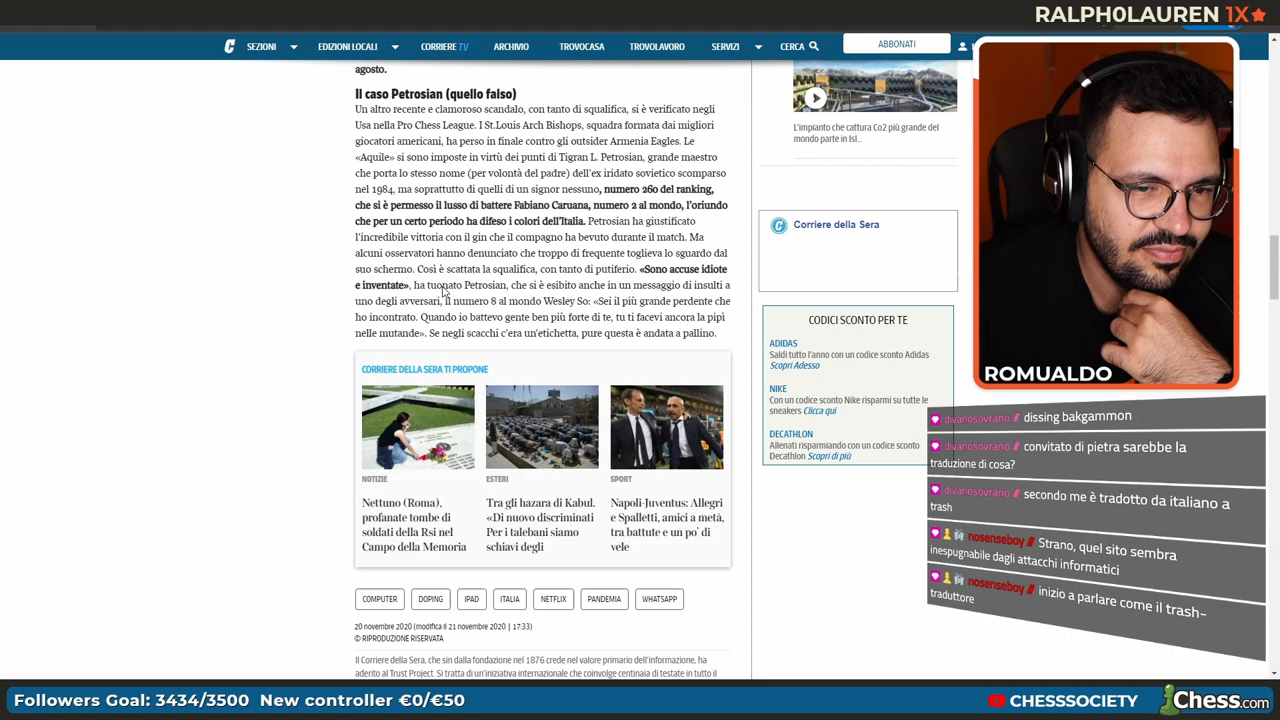 RALPH0LAUREN 1X
SEZIONI
EDIZIONI LOCALI
CORRIERE TV
ARCHIVIO
TROVOCASA
TROVOLAVORO
SERVIZI
CERCA
ABBONATI
agosto.
Il caso Petrosian (quello falso)
Un altro recente e clamoroso scandalo, con tanto di squalifica, si è verificato negli
Usa nella Pro Chess League. I St.Louis Arch Bishops, squadra formata dai migliori
giocatori americani, ha perso in finale contro gli outsider Armenia Eagles. Le
«Aquile» si sono imposte in virtù dei punti di Tigran L. Petrosian, grande maestro
che porta lo stesso nome (per volontà del padre) dell'ex iridato sovietico scomparso
nel 1984, ma soprattutto di quelli di un signor nessuno, numero 260 del ranking,
che si è permesso il lusso di battere Fabiano Caruana, numero 2 al mondo, l'oriundo
che per un certo periodo ha difeso i colori dell'Italia. Petrosian ha giustificato
l'incredibile vittoria con il gin che il compagno ha bevuto durante il match. Ma
alcuni osservatori hanno denunciato che troppo di frequente toglieva lo sguardo dal
suo schermo. Così è scattata la squalifica, con tanto di putiferio. «Sono accuse idiote
e inventate», ha tuonato Petrosian, che si è esibito anche in un messaggio di insulti a
uno degli avversari, il numero 8 al mondo Wesley So: «Sei il più grande perdente che
ho incontrato. Quando io battevo gente ben più forte di te, tu ti facevi ancora la pipì
nelle mutande». Se negli scacchi c'era un'etichetta, pure questa è andata a pallino.
CORRIERE DELLA SERA TI PROPONE
NOTIZIE
Nettuno (Roma),
profanate tombe di
soldati della Rsi nel
Campo della Memoria
ESTERI
Tra gli hazara di Kabul.
«Di nuovo discriminati
Per i talebani siamo
schiavi degli
SPORT
Napoli-Juventus: Allegri
e Spalletti, amici a metà,
tra battute e un po' di
vele
COMPUTER
DOPING
IPAD
ITALIA
NETFLIX
PANDEMIA
WHATSAPP
20 novembre 2020 (modifica il 21 novembre 2020 | 17:33)
© RIPRODUZIONE RISERVATA
Il Corriere della Sera, che sin dalla fondazione nel 1876 crede nel valore primario dell'informazione, ha
aderito al Trust Project. Si tratta di un'iniziativa internazionale che coinvolge centinaia di testate in tutto il
L'impianto che cattura Co2 più grande del
mondo parte in Isl...
Corriere della Sera
CODICI SCONTO PER TE
ADIDAS
Saldi tutto l'anno con un codice sconto Adidas
Scopri Adesso
NIKE
Con un codice sconto Nike risparmi su tutte le
sneakers Clicca qui
DECATHLON
Allenati risparmiando con un codice sconto
Decathlon Scopri di più
ROMUALDO
divanosovrano // dissing bakgammon
divanosovrano // convitato di pietra sarebbe la
traduzione di cosa?
divanosovrano // secondo me è tradotto da italiano a
trash
nosenseboy // Strano, quel sito sembra
inespugnabile dagli attacchi informatici
nosenseboy // inizio a parlare come il trash-
traduttore
Followers Goal: 3434/3500 New controller €0/€50
CHESSSOCIETY
Chess.com